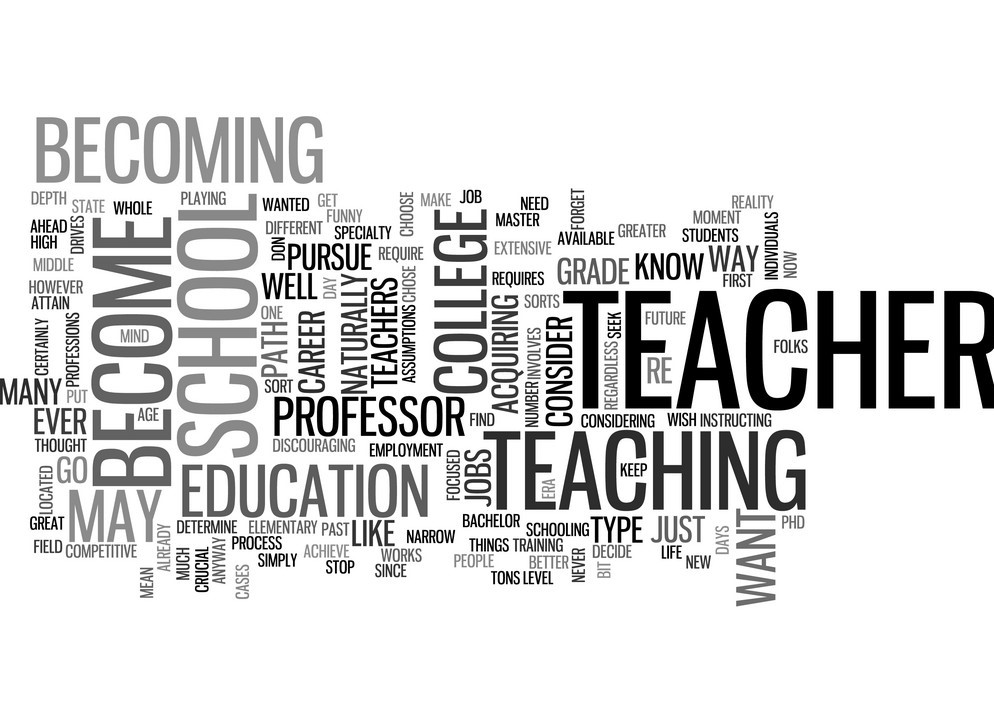 BECOMING
DEPTH
STATE
WHOLE
PLAYING
WANTED
GET
FUNNY
CHOOSE
MAKE
JOB
NEED
MASTER
FORGET
REALITY
MOMENT
AHEAD
HIGH
DRIVES
BECOME
SCHOOL
DIFFERENT
SPECIALTY
DON
PURSUE
REQUIRE
COLLEGE
EXTENSIVE
AVAILABLE
GREATER
STUDENTS
INDIVIDUALS
NOW
MIDDLE
HOWEVER
ATTAIN
WELL
DAY
NATURALLY
TEACHERS
CHOSE
ASSUMPTIONS
REQUIRES
GRADE
KNOW
WAY
FIRST
CERTAINLY
PROFESSIONS
MIND
ONE
PATH
CAREER
ACQUIRING
SORTS
TEACHER
INVOLVES
NUMBER
CONSIDER
SEEK
REGARDLESS
FUTURE
RE
FOLKS
MANY
PUT
SORT
EVER
AGE
THOUGHT
PROFESSOR
FIND
CONSIDERING
WISH
INSTRUCTING
DISCOURAGING
EMPLOYMENT
TEACHING
GO
LOCATED
EDUCATION
FOCUSED
JOBS
ERA
KEEP
MAY
GREAT
FIELD
COMPETITIVE
ALREADY
MEAN
DETERMINE
ELEMENTARY
PAST
LIKE
NARROW
BACHELOR
SCHOOLING
TYPE
JUST
DAYS
WANT
PHD
MUCH
CRUCIAL
ANYWAY
PROCESS
SIMPLY
ACHIEVE
STOP
WORKS
SINCE
THINGS
TRAINING
PEOPLE
BETTER
NEVER
DECIDE
BIT
LIFE
NEW
CASES
TONS
LEVEL